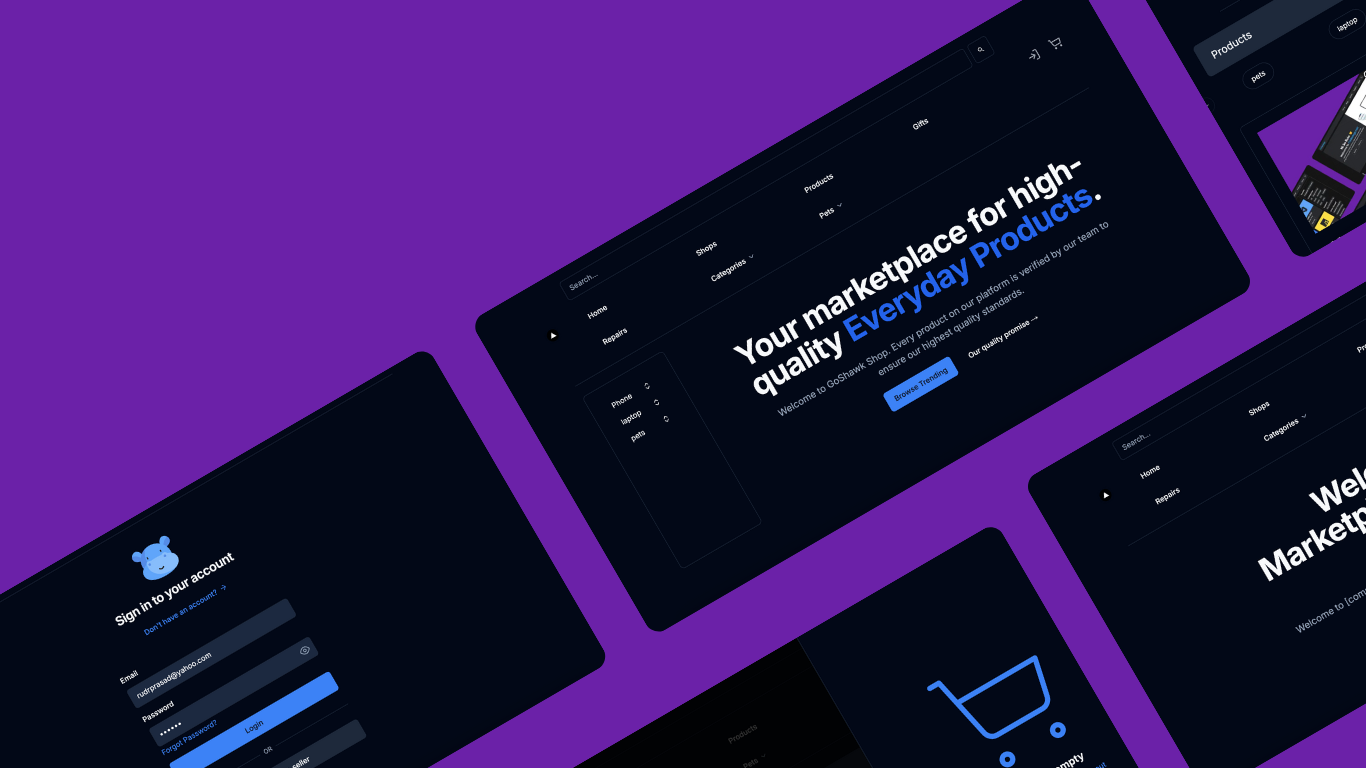 Search...
Home
Shops
Products
Gifts
Repairs
Categories
Pets
Phone
laptop
pets
Your marketplace for high-
quality Everyday Products.
Welcome to GoShawk Shop. Every product on our platform is verified by our team to
ensure our highest quality standards.
Browse Trending
Our quality promise →
Products
laptop
pets
Sign in to your account
Don't have an account? →
Email
rudrprasad@yahoo.com
Password
••••••
Forgot Password?
Login
OR
seller
Products
Pets
empty
Search...
Home
Shops
Repairs
Categories
Welcome to [com